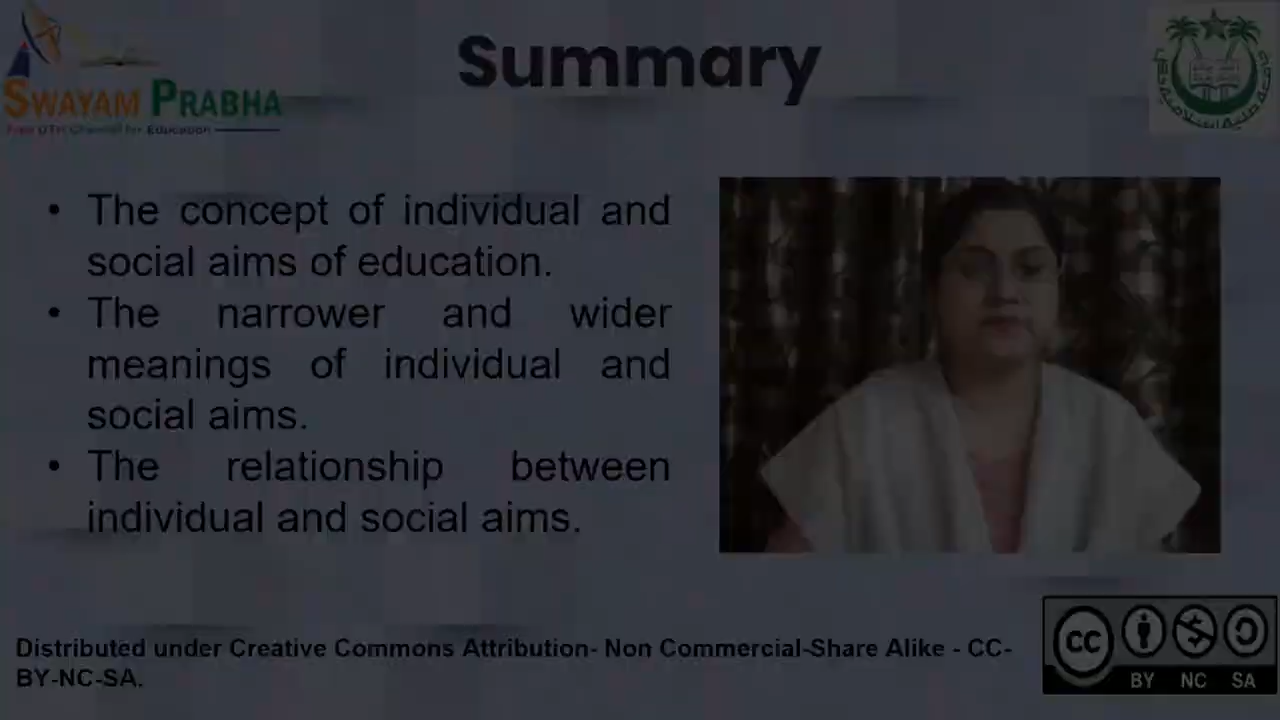 Summary
SWAYAM PRABHA
Free DTH Channel for Education
• The concept of individual and
social aims of education.
• The narrower and wider
meanings of individual and
social aims.
• The relationship between
individual and social aims.
Distributed under Creative Commons Attribution- Non Commercial-Share Alike - CC-
BY-NC-SA.
CC
BY NC SA